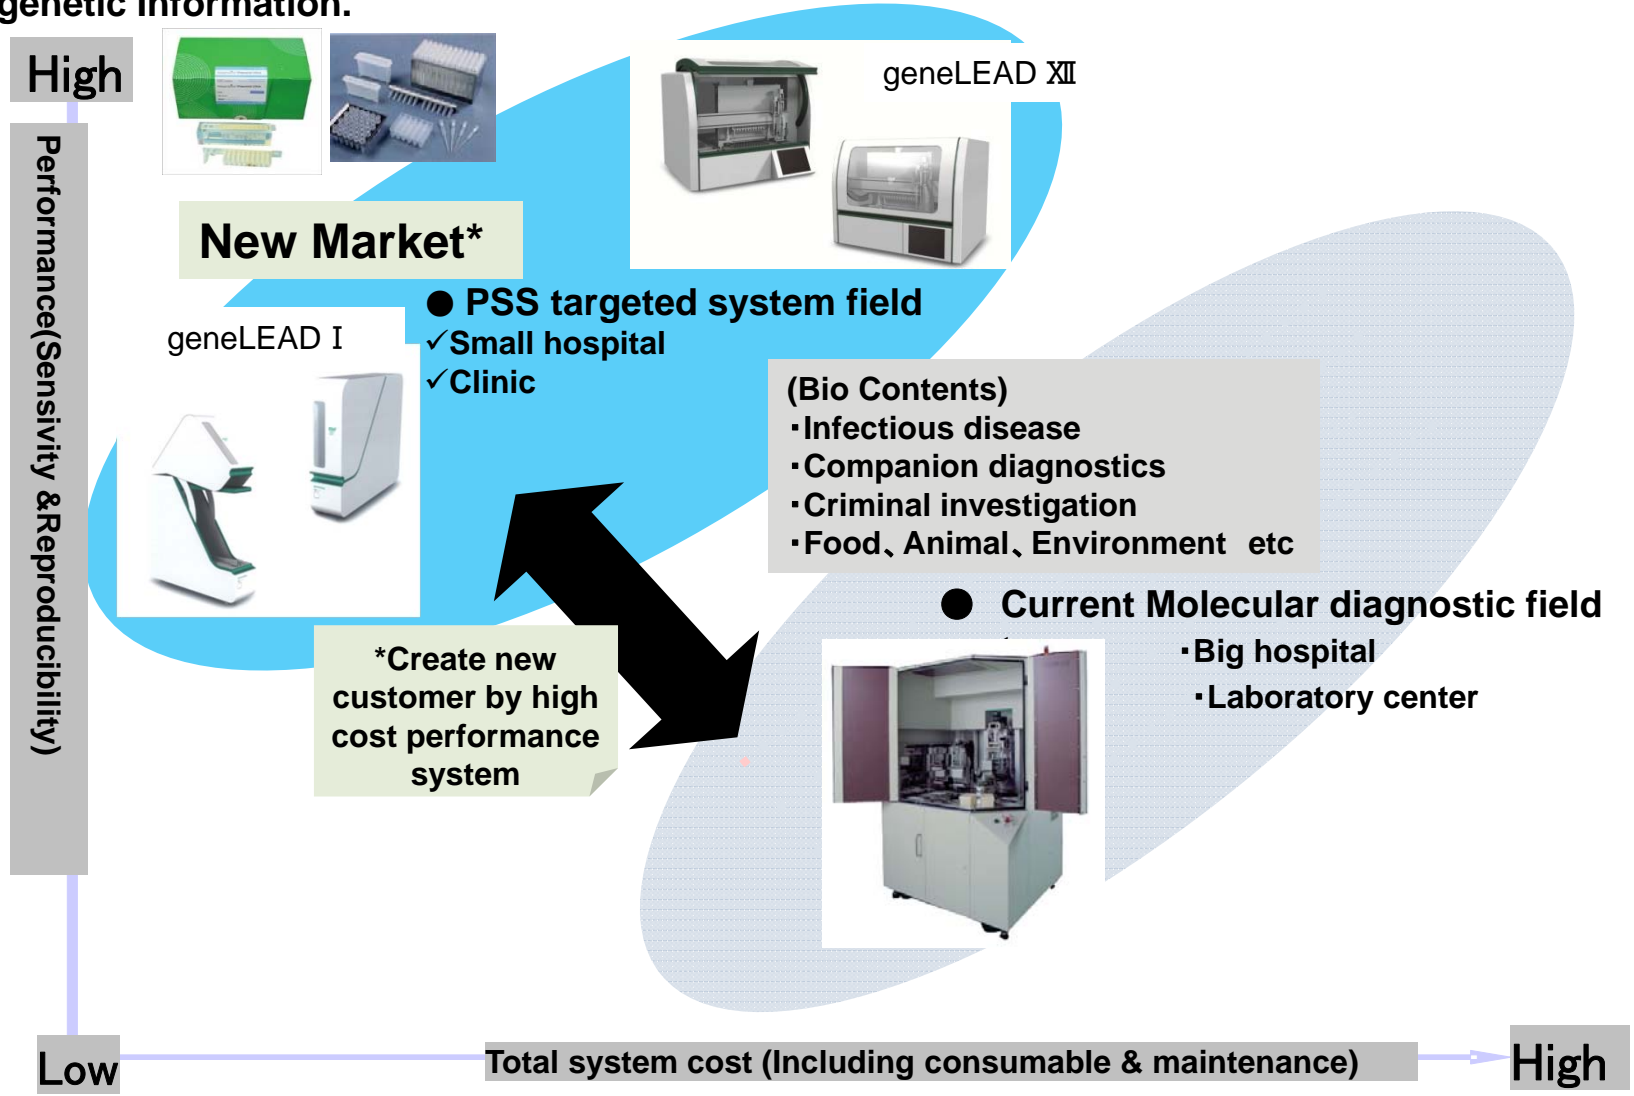 genetic information.
High
geneLEAD Ⅻ
Performance(Sensivity &Reproducibility)
New Market*
● PSS targeted system field
✓Small hospital
✓Clinic
geneLEAD Ⅰ
(Bio Contents)
・Infectious disease
・Companion diagnostics
・Criminal investigation
・Food、Animal、Environment etc
● Current Molecular diagnostic field
・Big hospital
・Laboratory center
*Create new
customer by high
cost performance
system
Low
Total system cost (Including consumable & maintenance)
High